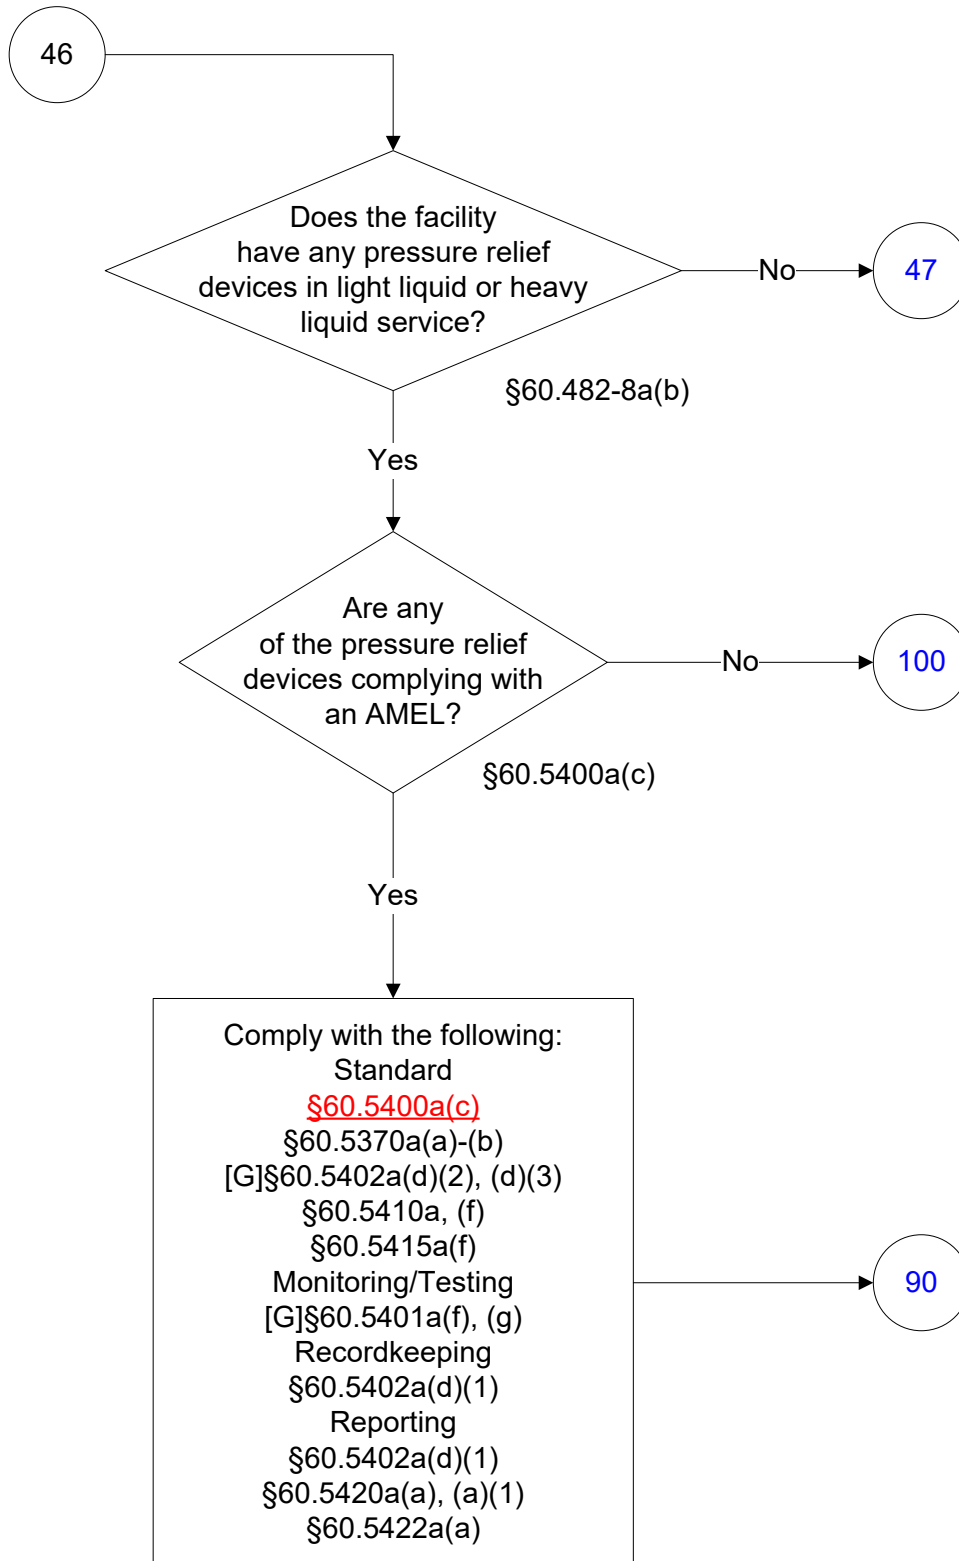 46
Does the facility
have any pressure relief
devices in light liquid or heavy
liquid service?
No
47
§60.482-8a(b)
Yes
Are any
of the pressure relief
devices complying with
an AMEL?
No
100
§60.5400a(c)
Yes
Comply with the following:
Standard
§60.5400a(c)
§60.5370a(a)-(b)
[G]§60.5402a(d)(2), (d)(3)
§60.5410a, (f)
§60.5415a(f)
Monitoring/Testing
[G]§60.5401a(f), (g)
Recordkeeping
§60.5402a(d)(1)
Reporting
§60.5402a(d)(1)
§60.5420a(a), (a)(1)
§60.5422a(a)
90